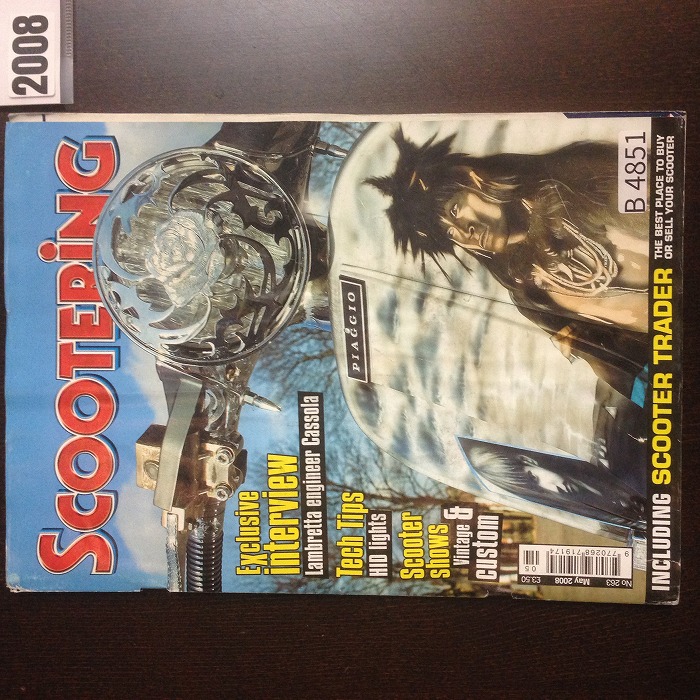 2008
SCOOTERiNG
B 4851
PIAGGIO
Exclusive
interview
Lambretta engineer Cassola
Tech Tips
HID lights
Scooter
shows
Vintage &
custom
05
9 770268 719174
£3.50 May 2008 No 263
INCLUDING SCOOTER TRADER THE BEST PLACE TO BUY
OR SELL YOUR SCOOTER